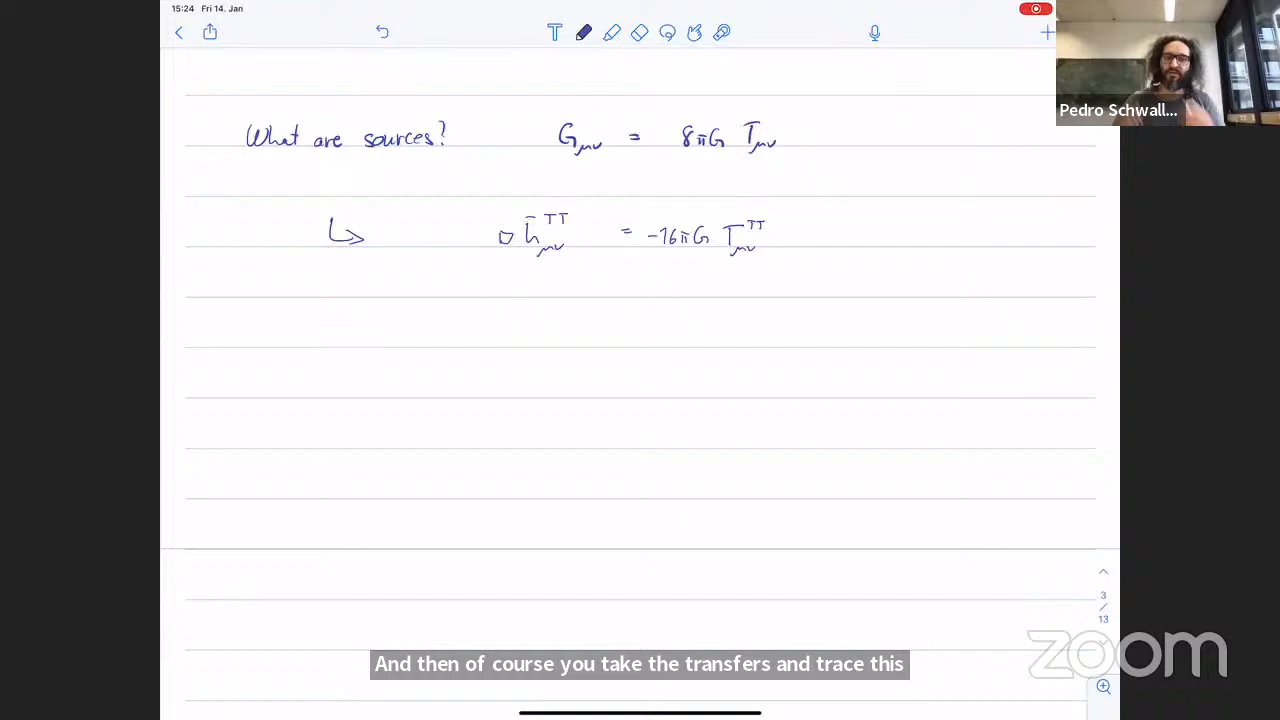 15:24 Fri 14. Jan
Pedro Schwall...
What are sources? G_μν = 8πG T_μν
↳ □ h̄_μν^TT = -16πG T_μν^TT
3
/
13
zoom
And then of course you take the transfers and trace this